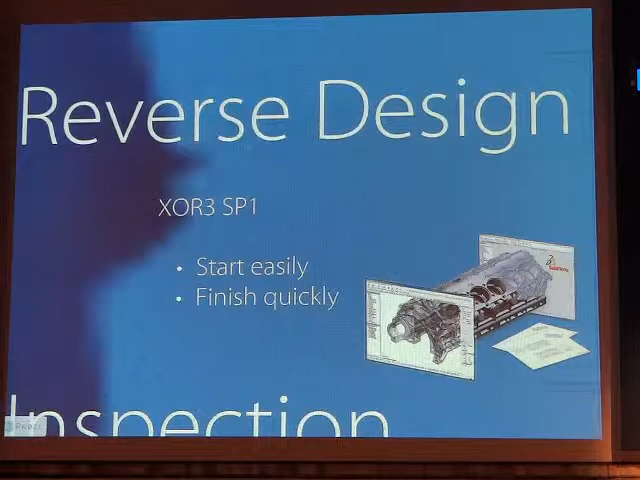 Reverse Design
XOR3 SP1
• Start easily
• Finish quickly
Inspection